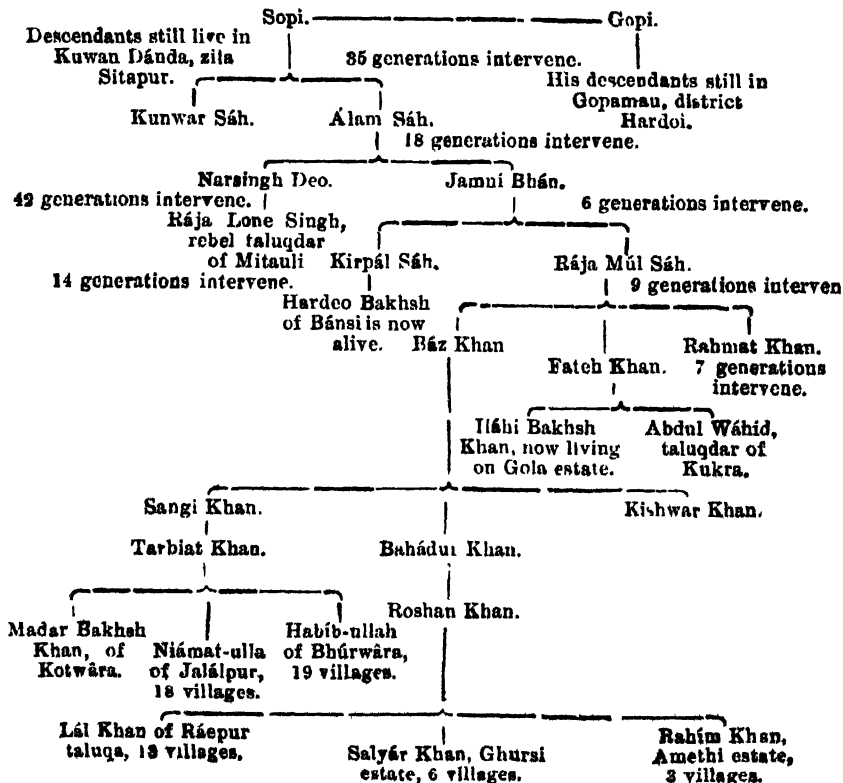 Sopi. Gopi.
Descendants still live in
Kuwan Dánda, zila
Sitapur.
35 generations intervene.
His descendants still in
Gopamau, district
Hardoi.
Kunwar Sáh. Álam Sáh.
18 generations intervene.
Narsingh Deo. Jamni Bhán.
42 generations intervene. 6 generations intervene.
Rája Lone Singh,
rebel taluqdar
of Mitauli
Kirpál Sáh. Rája Múl Sáh.
14 generations intervene. 9 generations interven
Hardeo Bakhsh
of Bánsi is now
alive.
Báz Khan
Fateh Khan.
Rahmat Khan.
7 generations
intervene.
Iláhi Bakhsh
Khan, now living
on Gola estate.
Abdul Wáhid,
taluqdar of
Kukra.
Sangi Khan. Kishwar Khan.
Tarbiat Khan. Bahádur Khan.
Roshan Khan.
Madar Bakhsh
Khan, of
Kotwâra.
Niámat-ulla
of Jalálpur,
18 villages.
Habíb-ullah
of Bhúrwâra,
19 villages.
Lál Khan of Ráepur
taluqa, 13 villages.
Salyár Khan, Ghursi
estate, 6 villages.
Rahím Khan,
Amethi estate,
3 villages.